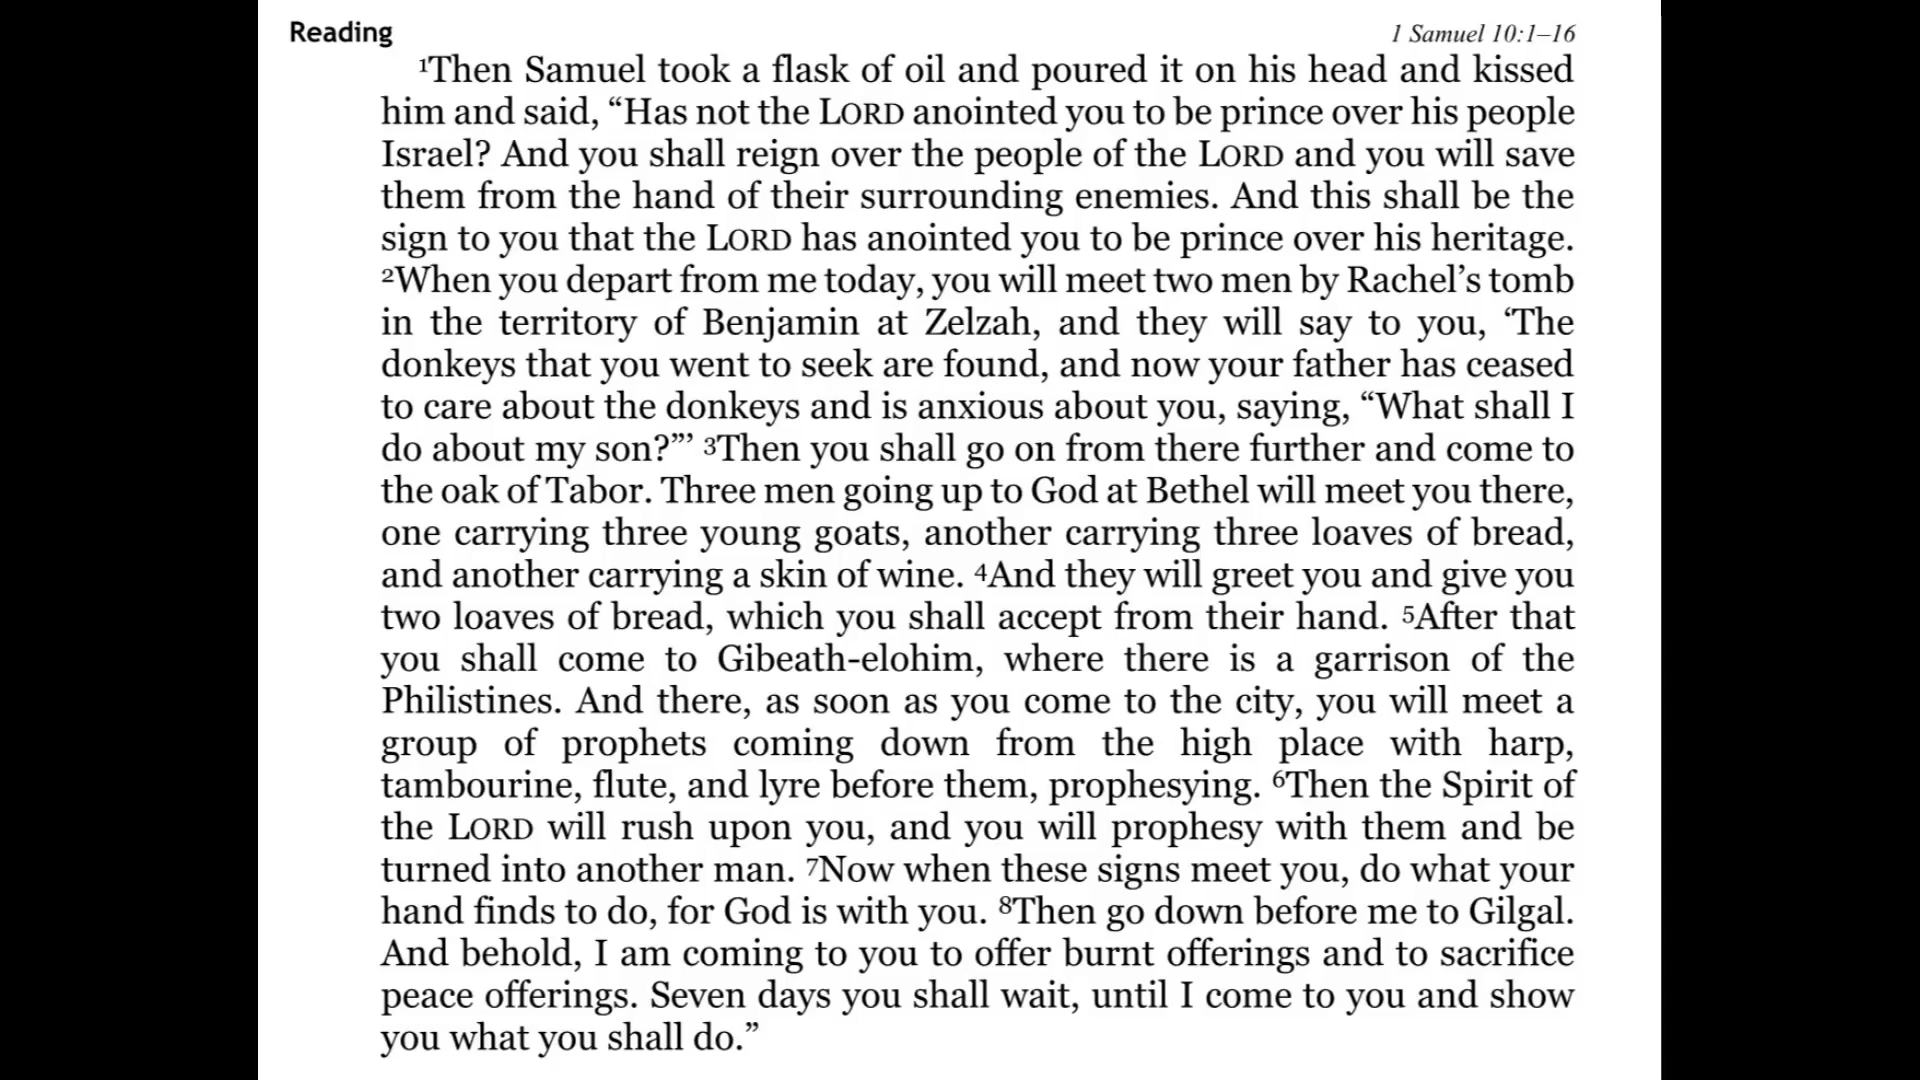 Reading
1 Samuel 10:1–16
¹Then Samuel took a flask of oil and poured it on his head and kissed
him and said, “Has not the LORD anointed you to be prince over his people
Israel? And you shall reign over the people of the LORD and you will save
them from the hand of their surrounding enemies. And this shall be the
sign to you that the LORD has anointed you to be prince over his heritage.
²When you depart from me today, you will meet two men by Rachel’s tomb
in the territory of Benjamin at Zelzah, and they will say to you, ‘The
donkeys that you went to seek are found, and now your father has ceased
to care about the donkeys and is anxious about you, saying, “What shall I
do about my son?”’ ³Then you shall go on from there further and come to
the oak of Tabor. Three men going up to God at Bethel will meet you there,
one carrying three young goats, another carrying three loaves of bread,
and another carrying a skin of wine. ⁴And they will greet you and give you
two loaves of bread, which you shall accept from their hand. ⁵After that
you shall come to Gibeath-elohim, where there is a garrison of the
Philistines. And there, as soon as you come to the city, you will meet a
group of prophets coming down from the high place with harp,
tambourine, flute, and lyre before them, prophesying. ⁶Then the Spirit of
the LORD will rush upon you, and you will prophesy with them and be
turned into another man. ⁷Now when these signs meet you, do what your
hand finds to do, for God is with you. ⁸Then go down before me to Gilgal.
And behold, I am coming to you to offer burnt offerings and to sacrifice
peace offerings. Seven days you shall wait, until I come to you and show
you what you shall do.”